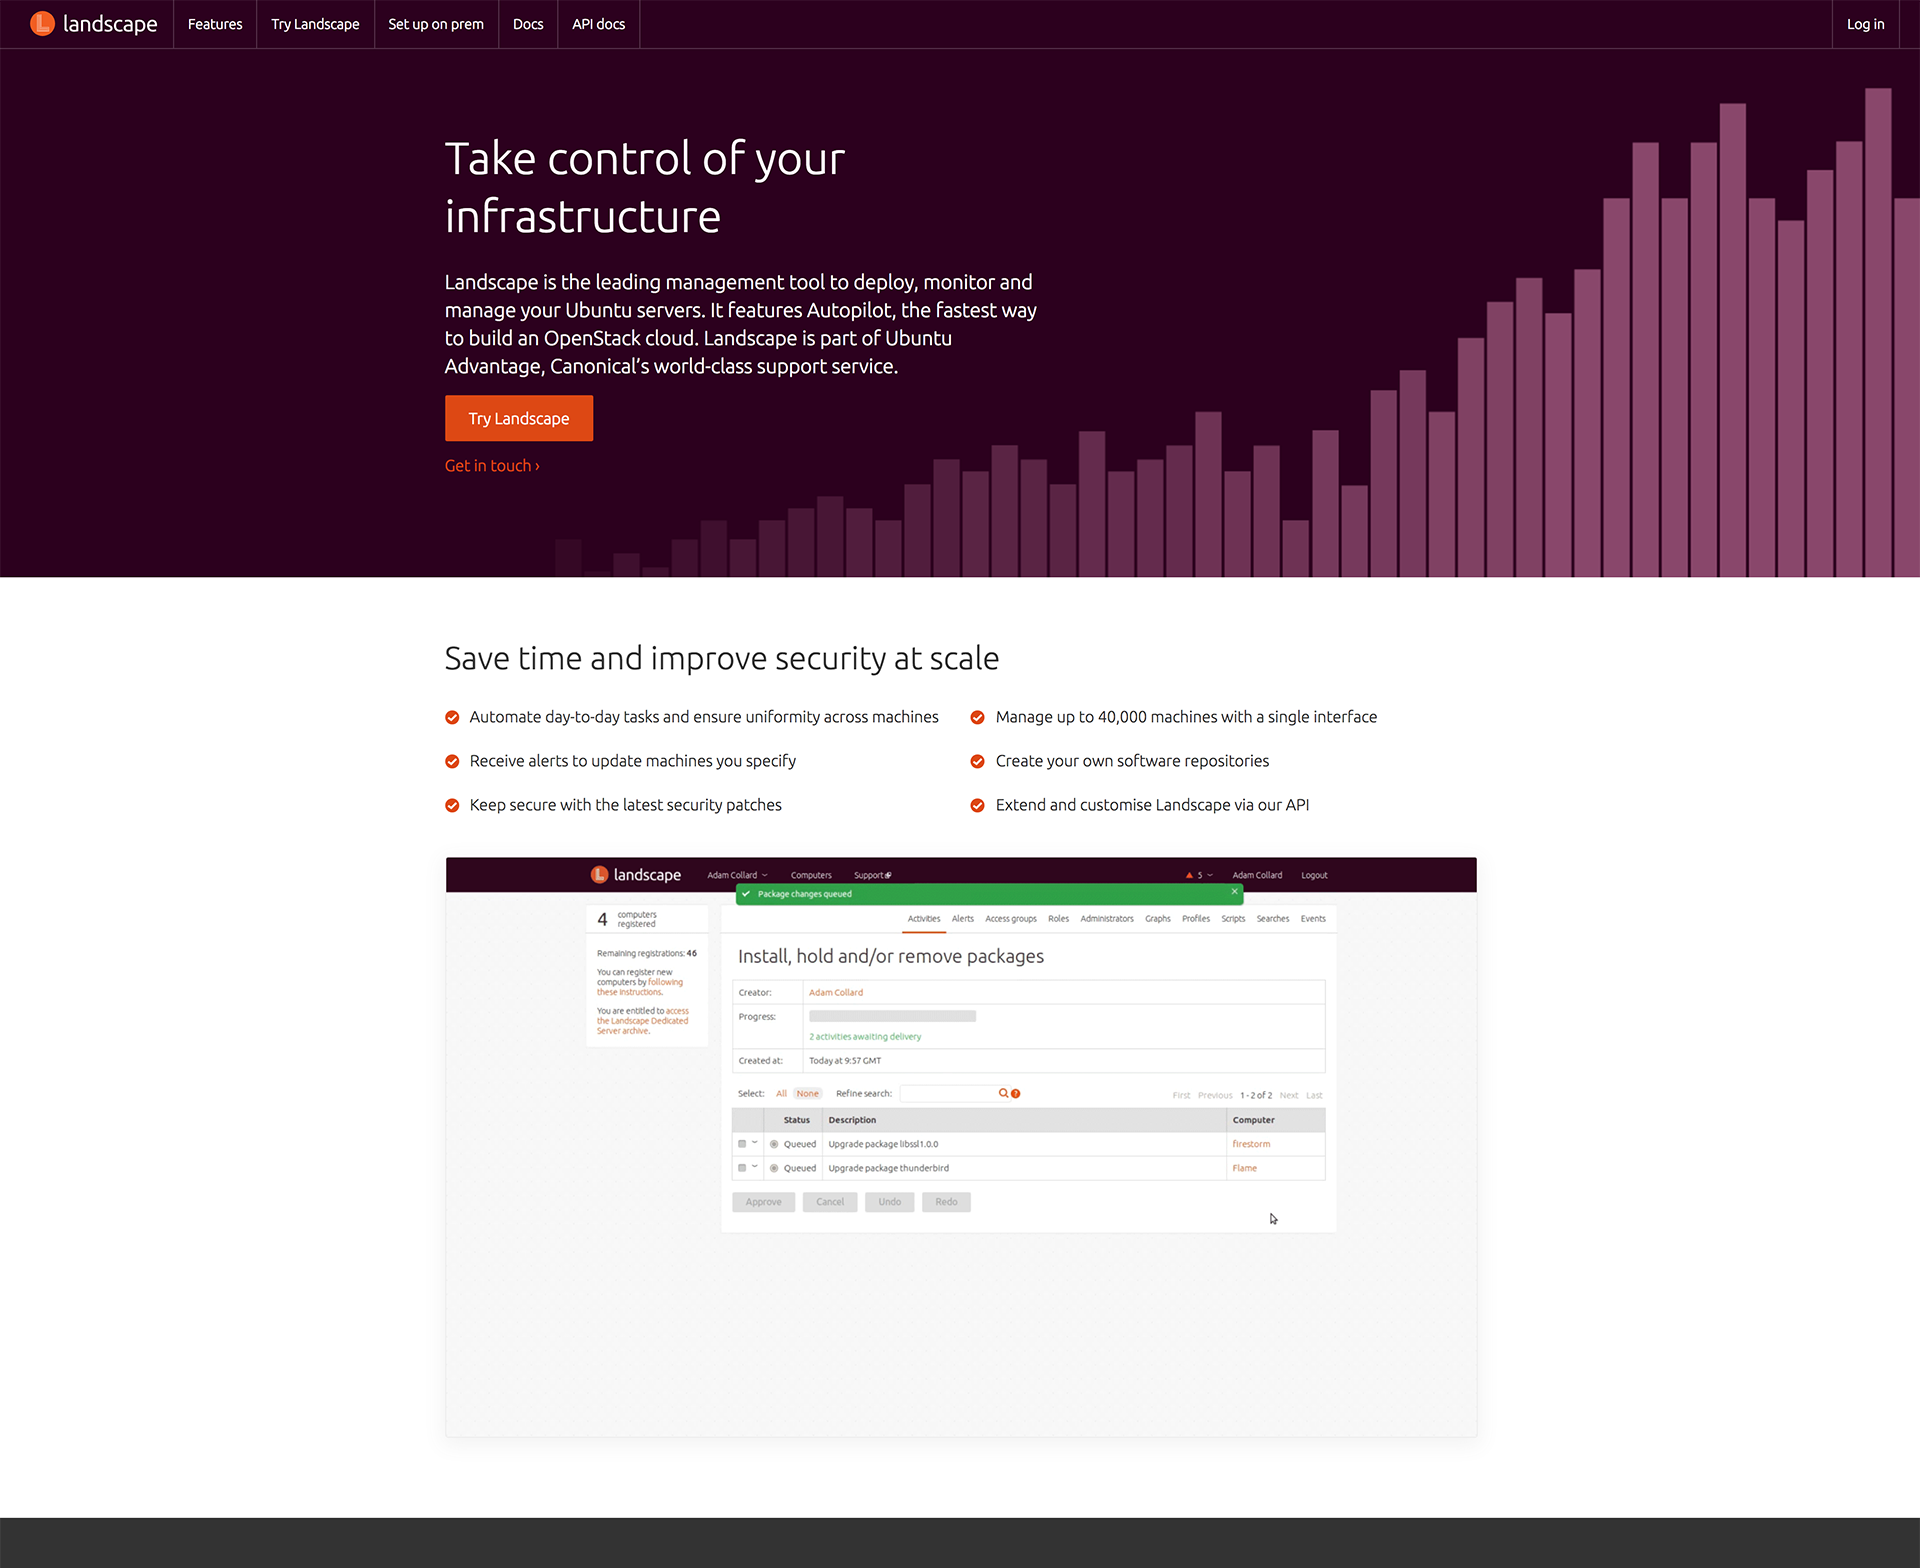 landscape
Features
Try Landscape
Set up on prem
Docs
API docs
Log in
Take control of your
infrastructure
Landscape is the leading management tool to deploy, monitor and
manage your Ubuntu servers. It features Autopilot, the fastest way
to build an OpenStack cloud. Landscape is part of Ubuntu
Advantage, Canonical’s world-class support service.
Try Landscape
Get in touch ›
Save time and improve security at scale
Automate day-to-day tasks and ensure uniformity across machines
Manage up to 40,000 machines with a single interface
Receive alerts to update machines you specify
Create your own software repositories
Keep secure with the latest security patches
Extend and customise Landscape via our API
landscape
Adam Collard
Computers
Support
5
Adam Collard
Logout
Package changes queued
4 computers
registered
Remaining registrations: 46
You can register new
computers by following
these instructions.
You are entitled to access
the Landscape Dedicated
Server archive.
Activities
Alerts
Access groups
Roles
Administrators
Graphs
Profiles
Scripts
Searches
Events
Install, hold and/or remove packages
Creator: Adam Collard
Progress:
2 activities awaiting delivery
Created at: Today at 9:57 GMT
Select: All None Refine search:
First Previous 1 - 2 of 2 Next Last
Status Description Computer
Queued Upgrade package libssl1.0.0 firestorm
Queued Upgrade package thunderbird Flame
Approve
Cancel
Undo
Redo